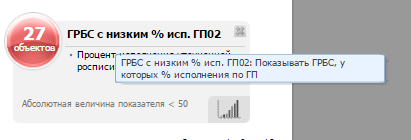 27
объектов
ГРБС с низким % исп. ГП02
• Процент
росписи
ГРБС с низким % исп. ГП02: Показывать ГРБС, у
которых % исполнения по ГП
Абсолютная величина показателя < 50